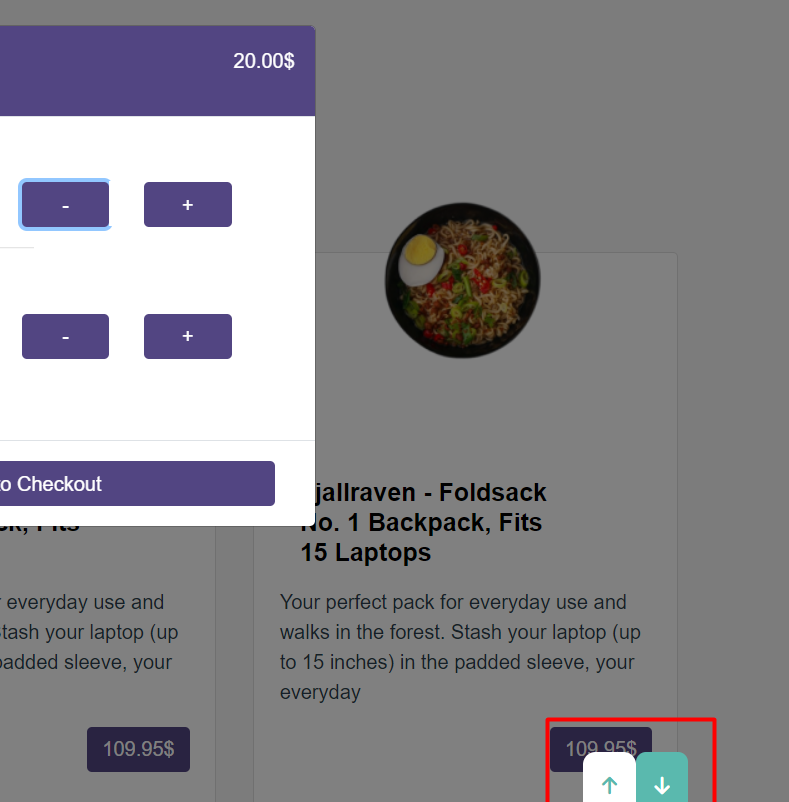 20.00$
- +
- +
to Checkout
jallraven - Foldsack
No. 1 Backpack, Fits
15 Laptops
Fits
everyday use and
Stash your laptop (up
padded sleeve, your
Your perfect pack for everyday use and
walks in the forest. Stash your laptop (up
to 15 inches) in the padded sleeve, your
everyday
109.95$
109.95$